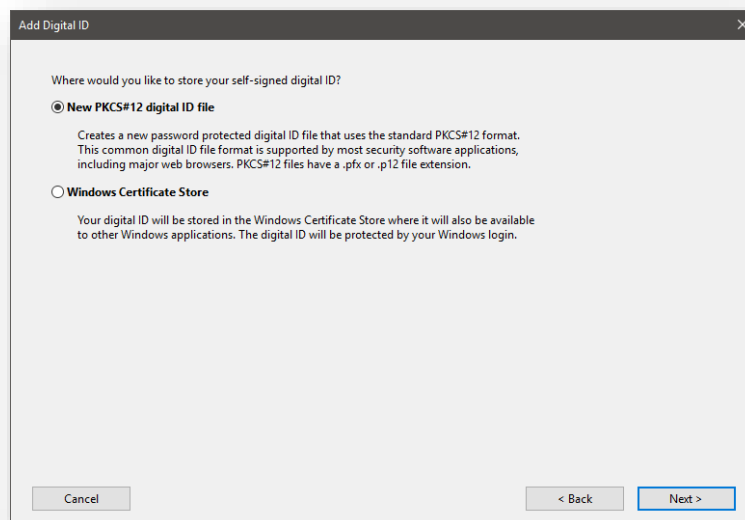 Add Digital ID
Where would you like to store your self-signed digital ID?
New PKCS#12 digital ID file
Creates a new password protected digital ID file that uses the standard PKCS#12 format.
This common digital ID file format is supported by most security software applications,
including major web browsers. PKCS#12 files have a .pfx or .p12 file extension.
Windows Certificate Store
Your digital ID will be stored in the Windows Certificate Store where it will also be available
to other Windows applications. The digital ID will be protected by your Windows login.
Cancel
< Back
Next >